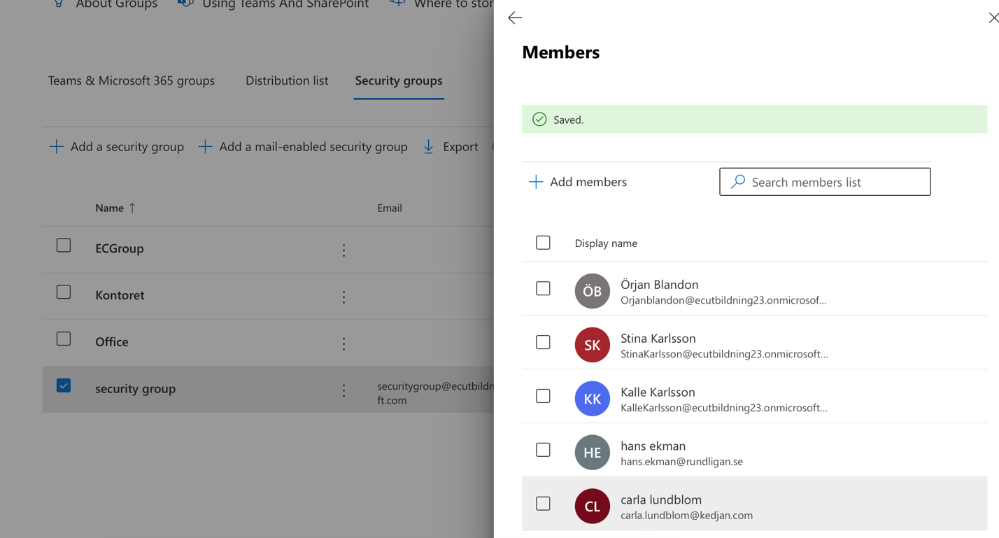 About Groups
Using Teams And SharePoint
Where to stor
Members
Teams & Microsoft 365 groups
Distribution list
Security groups
Saved.
Add a security group
Add a mail-enabled security group
Export
Add members
Search members list
Name ↑
Email
Display name
ECGroup
Kontoret
Office
security group
securitygroup@ecutbildn
ft.com
ÖB
Örjan Blandon
Orjanblandon@ecutbildning23.onmicrosof...
SK
Stina Karlsson
StinaKarlsson@ecutbildning23.onmicrosoft...
KK
Kalle Karlsson
KalleKarlsson@ecutbildning23.onmicrosoft...
HE
hans ekman
hans.ekman@rundligan.se
CL
carla lundblom
carla.lundblom@kedjan.com